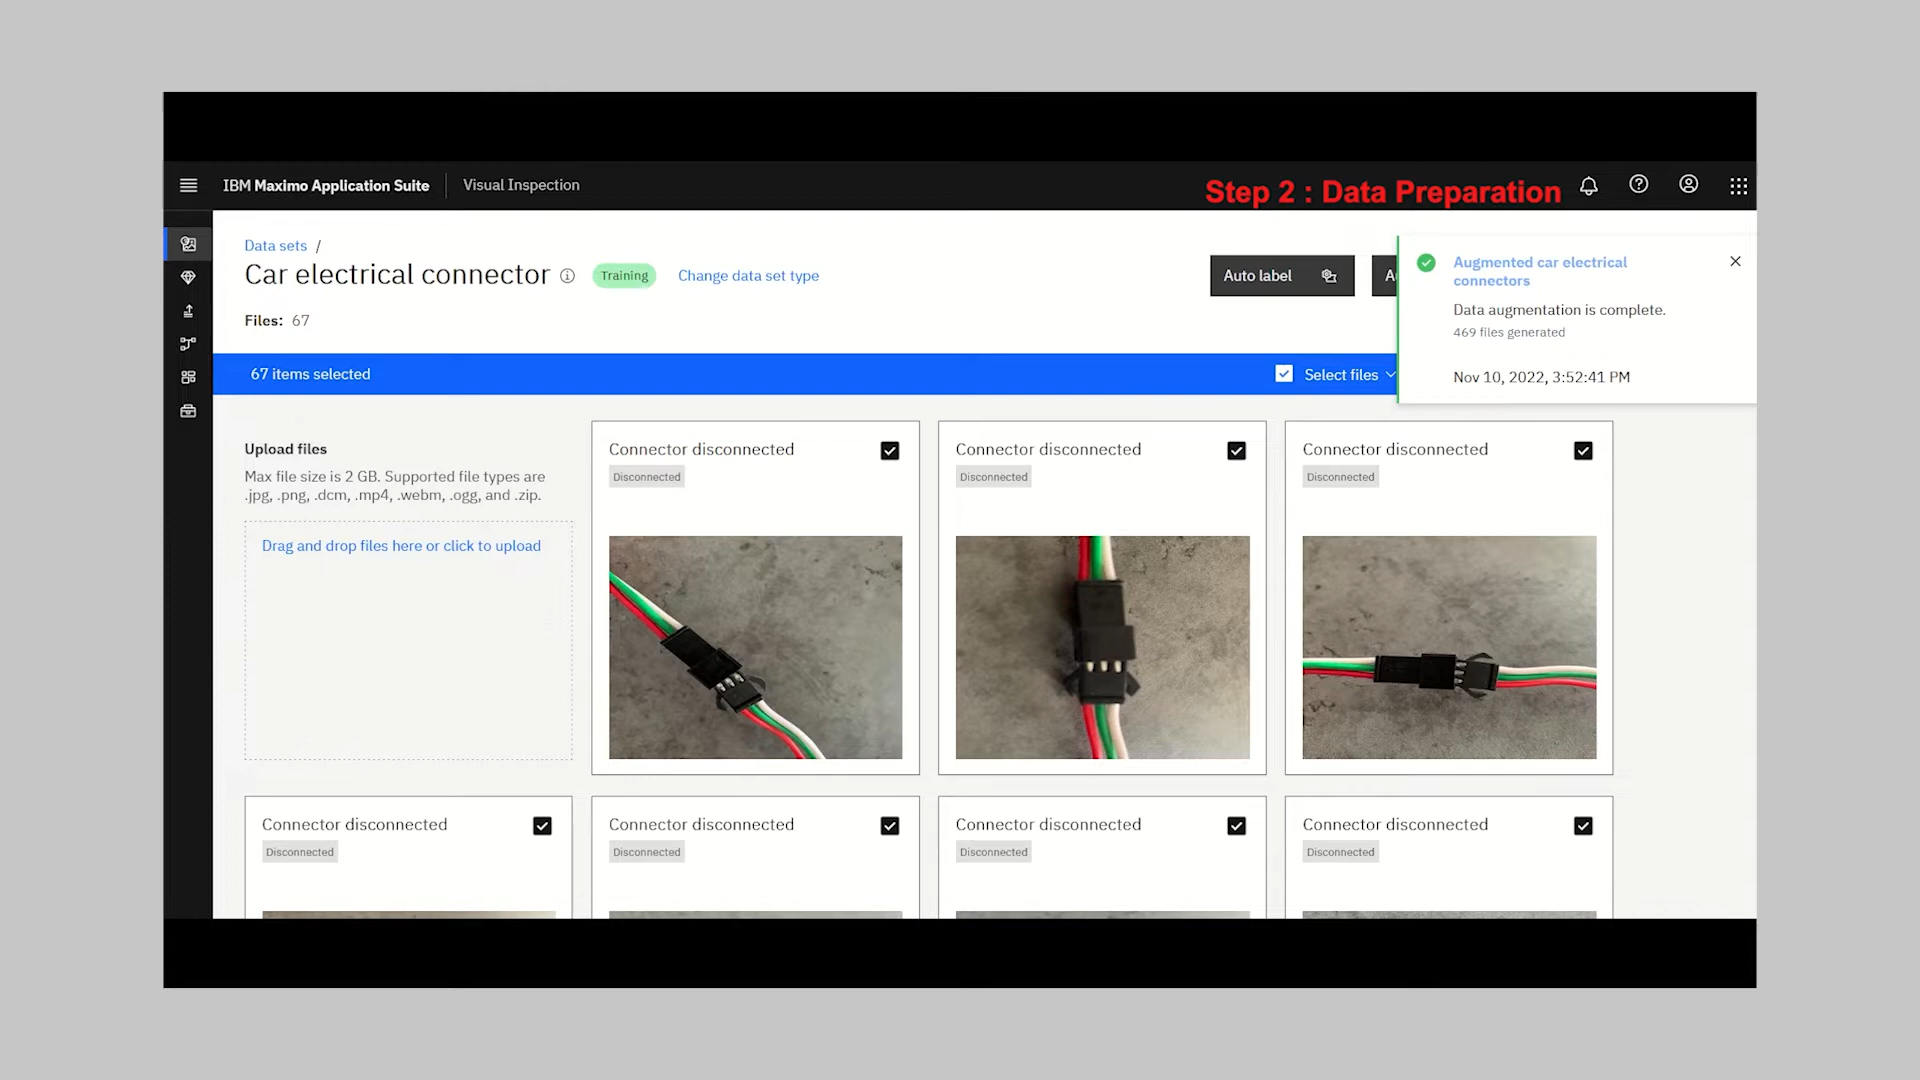 IBM Maximo Application Suite
Visual Inspection
Step 2 : Data Preparation
Data sets /
Car electrical connector
Training
Change data set type
Auto label
Files: 67
Augmented car electrical
connectors
Data augmentation is complete.
469 files generated
Nov 10, 2022, 3:52:41 PM
67 items selected
Select files
Upload files
Max file size is 2 GB. Supported file types are
.jpg, .png, .dcm, .mp4, .webm, .ogg, and .zip.
Drag and drop files here or click to upload
Connector disconnected
Disconnected
Connector disconnected
Disconnected
Connector disconnected
Disconnected
Connector disconnected
Disconnected
Connector disconnected
Disconnected
Connector disconnected
Disconnected
Connector disconnected
Disconnected